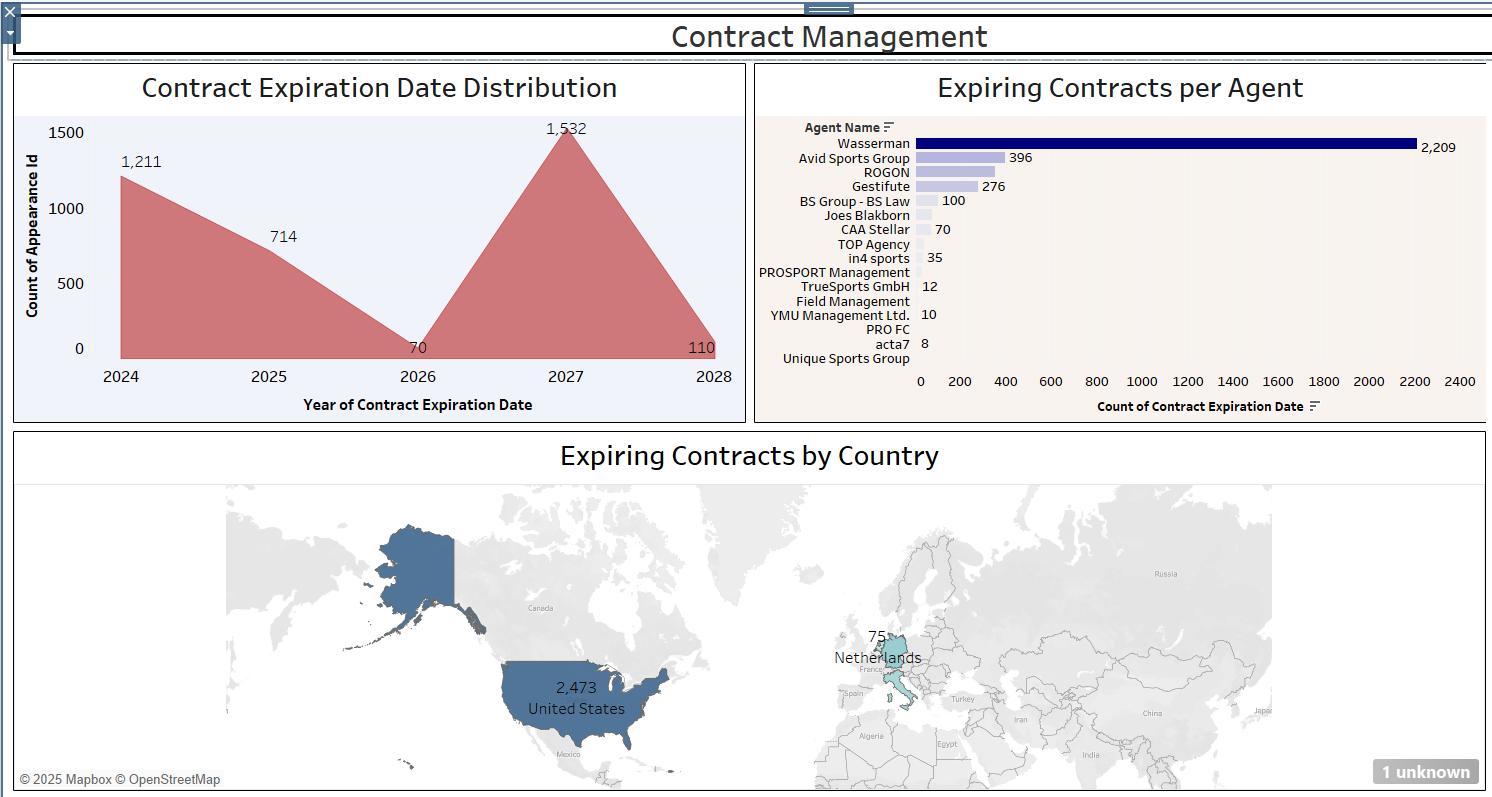 Contract Management
Contract Expiration Date Distribution
1500
1000
500
0
Count of Appearance Id
1,211
714
70
1,532
110
2024 2025 2026 2027 2028
Year of Contract Expiration Date
Expiring Contracts per Agent
Agent Name
Wasserman 2,209
Avid Sports Group 396
ROGON
Gestifute 276
BS Group - BS Law 100
Joes Blakborn
CAA Stellar 70
TOP Agency
in4 sports 35
PROSPORT Management
TrueSports GmbH 12
Field Management
YMU Management Ltd. 10
PRO FC
acta7 8
Unique Sports Group
0 200 400 600 800 1000 1200 1400 1600 1800 2000 2200 2400
Count of Contract Expiration Date
Expiring Contracts by Country
Russia
Canada
75
Netherlands
France
2,473
United States
Spain
Turkey
China
Japan
Iran
Algeria
Egypt
Mexico
India
© 2025 Mapbox © OpenStreetMap
1 unknown